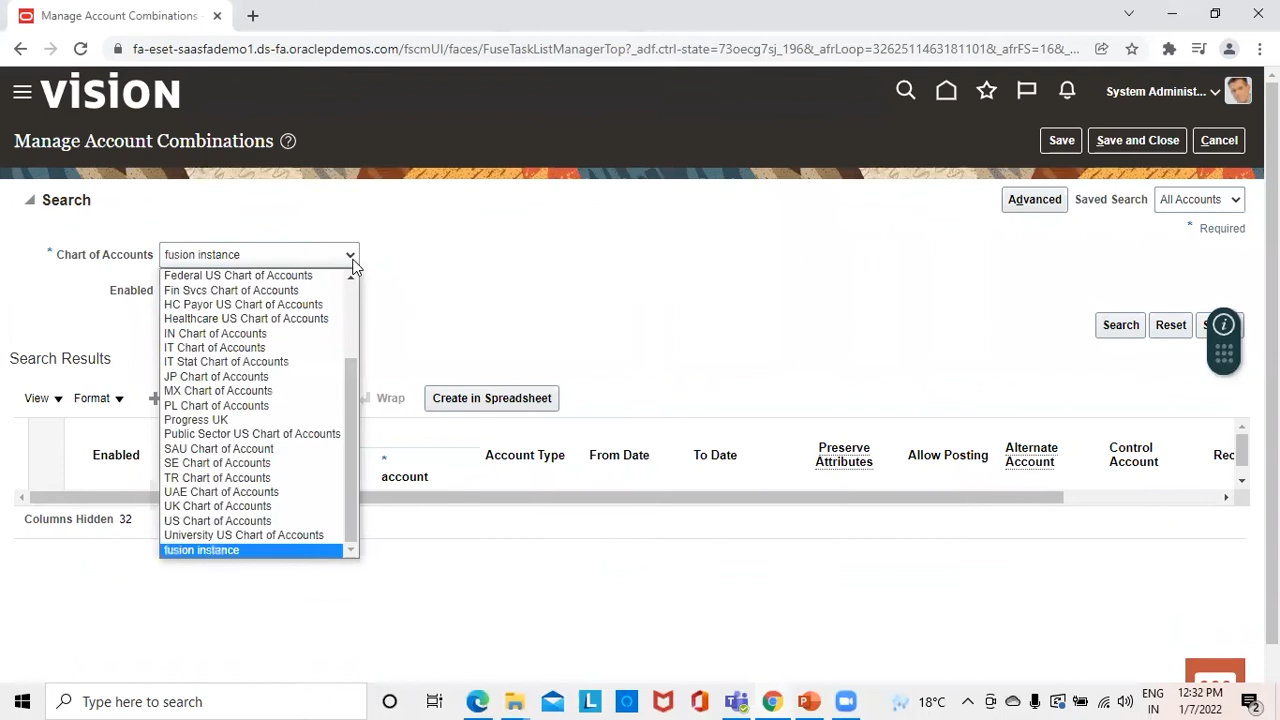 Manage Account Combinations -
fa-eset-saasfademo1.ds-fa.oraclepdemos.com/fscmUI/faces/FuseTaskListManagerTop?_adf.ctrl-state=73oecg7sj_196&_afrLoop=3262511463181101&_afrFS=16&_a...
VISION
System Administ...
Manage Account Combinations ?
Save
Save and Close
Cancel
Search
Advanced
Saved Search
All Accounts
* Required
* Chart of Accounts
fusion instance
Enabled
Federal US Chart of Accounts
Fin Svcs Chart of Accounts
HC Payor US Chart of Accounts
Healthcare US Chart of Accounts
IN Chart of Accounts
IT Chart of Accounts
IT Stat Chart of Accounts
JP Chart of Accounts
MX Chart of Accounts
PL Chart of Accounts
Progress UK
Public Sector US Chart of Accounts
SAU Chart of Account
SE Chart of Accounts
TR Chart of Accounts
UAE Chart of Accounts
UK Chart of Accounts
US Chart of Accounts
University US Chart of Accounts
fusion instance
Search
Reset
Search Results
View
Format
Wrap
Create in Spreadsheet
Enabled
* account
Account Type
From Date
To Date
Preserve Attributes
Allow Posting
Alternate Account
Control Account
Rec
Columns Hidden 32
Type here to search
18°C
ENG
IN
12:32 PM
1/7/2022
2